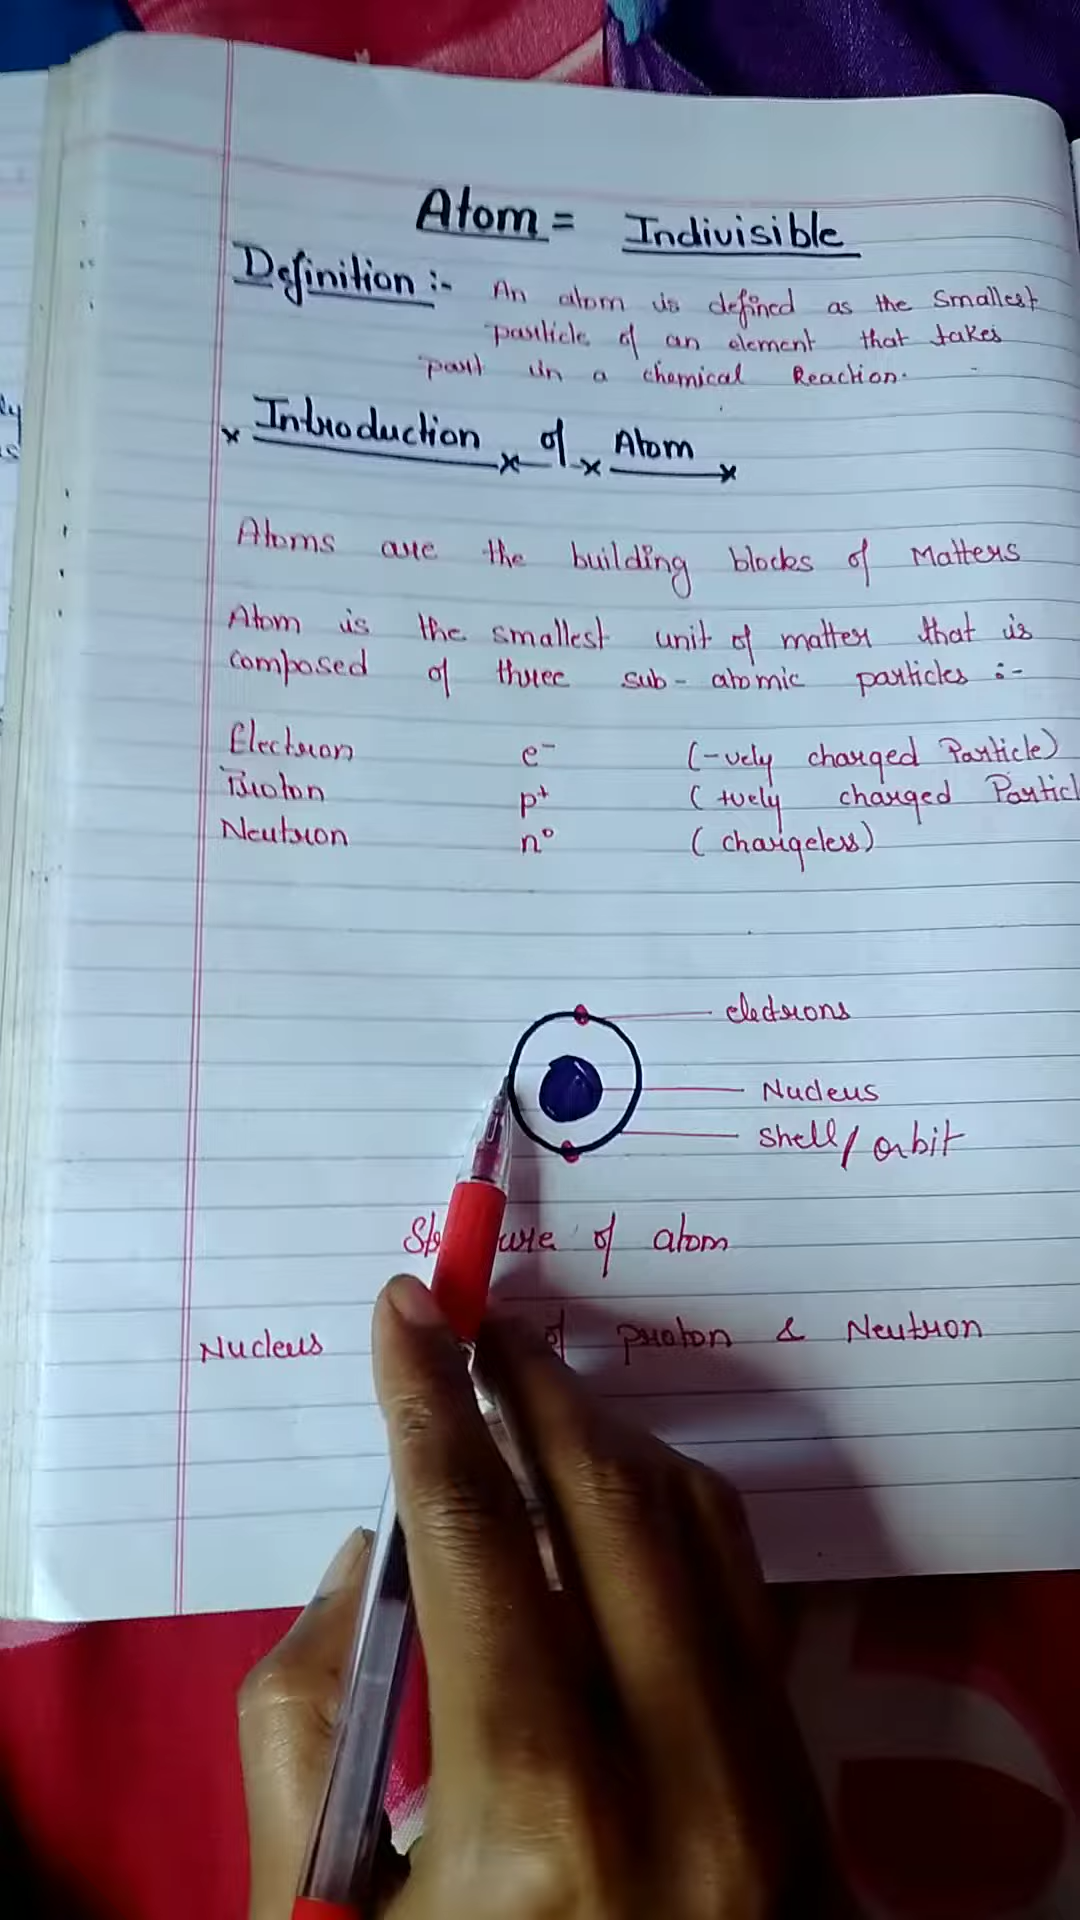 Atom = Indivisible
Definition :- An atom is defined as the smallest
particle of an element that takes
part in a chemical Reaction.
x Introduction x of x Atom x
Atoms are the building blocks of Matters
Atom is the smallest unit of matter that is
composed of three sub-atomic particles :-
Electron e⁻ (-vely charged Particle)
Proton p⁺ (+vely charged Particl
Neutron n⁰ (chargeless)
electrons
Nucleus
Shell/orbit
of atom
Nucleus of proton & Neutron